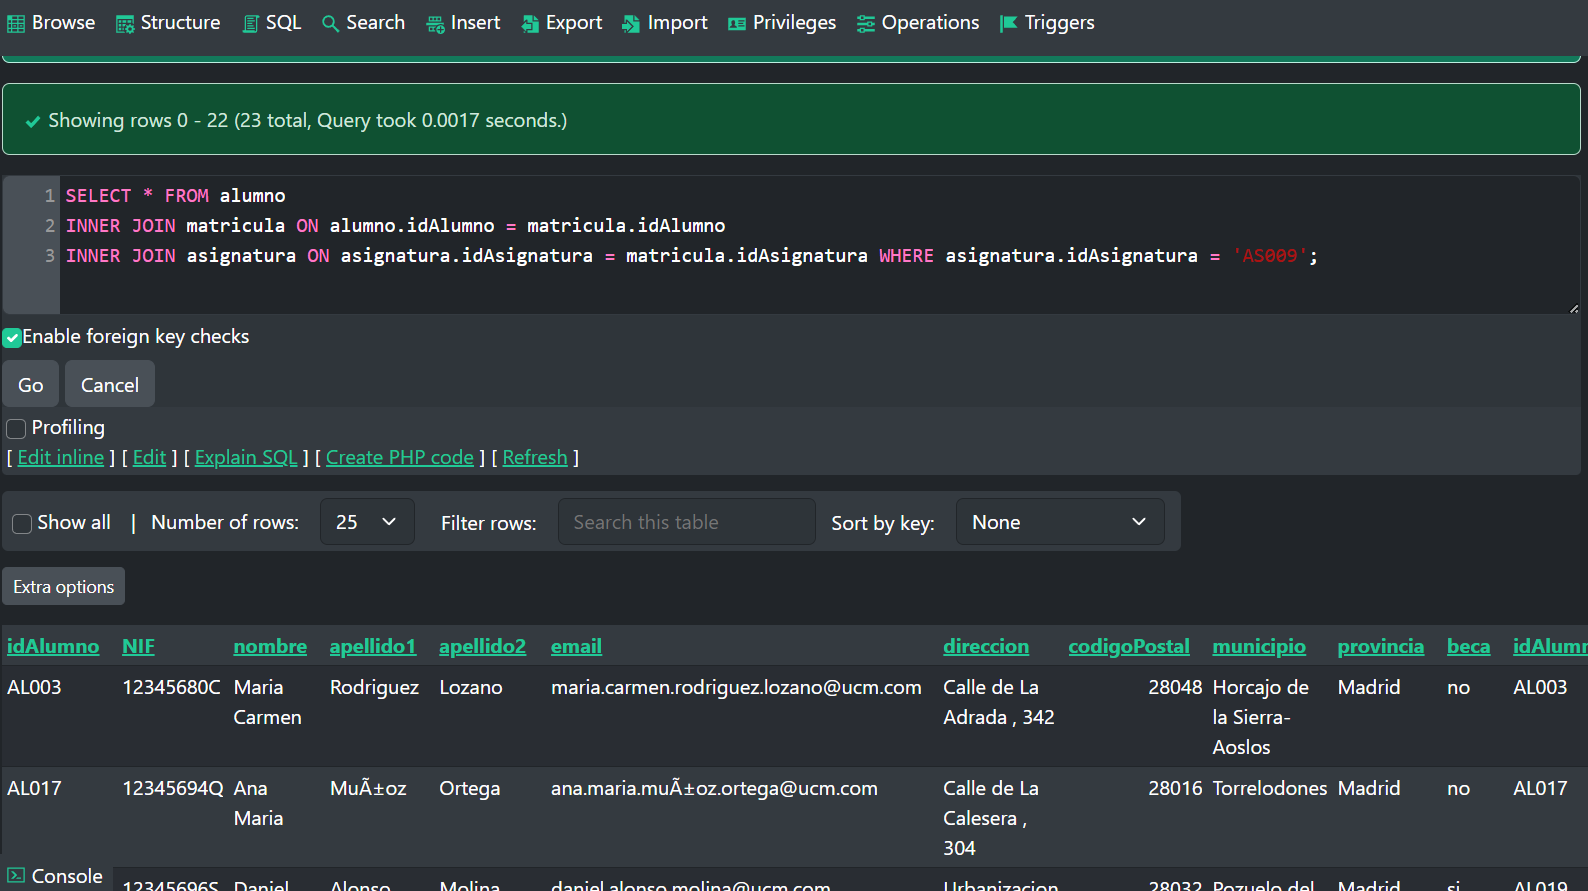 Browse Structure SQL Search Insert Export Import Privileges Operations Triggers
Showing rows 0 - 22 (23 total, Query took 0.0017 seconds.)
1 SELECT * FROM alumno
2 INNER JOIN matricula ON alumno.idAlumno = matricula.idAlumno
3 INNER JOIN asignatura ON asignatura.idAsignatura = matricula.idAsignatura WHERE asignatura.idAsignatura = 'AS009';
Enable foreign key checks
Go Cancel
Profiling
[ Edit inline ] [ Edit ] [ Explain SQL ] [ Create PHP code ] [ Refresh ]
Show all | Number of rows: 25 Filter rows: Search this table Sort by key: None
Extra options
idAlumno NIF nombre apellido1 apellido2 email direccion codigoPostal municipio provincia beca idAlumn
AL003 12345680C Maria Rodriguez Lozano maria.carmen.rodriguez.lozano@ucm.com Calle de La 28048 Horcajo de Madrid no AL003
Carmen Adrada , 342 la Sierra-
Aoslos
AL017 12345694Q Ana MuÃ±oz Ortega ana.maria.muÃ±oz.ortega@ucm.com Calle de La 28016 Torrelodones Madrid no AL017
Maria Calesera ,
304
Console 12345696S Daniel Alonso Molina daniel.alonso.molina@ucm.com Urbanizacion 28032 Pozuelo del Madrid si AL019